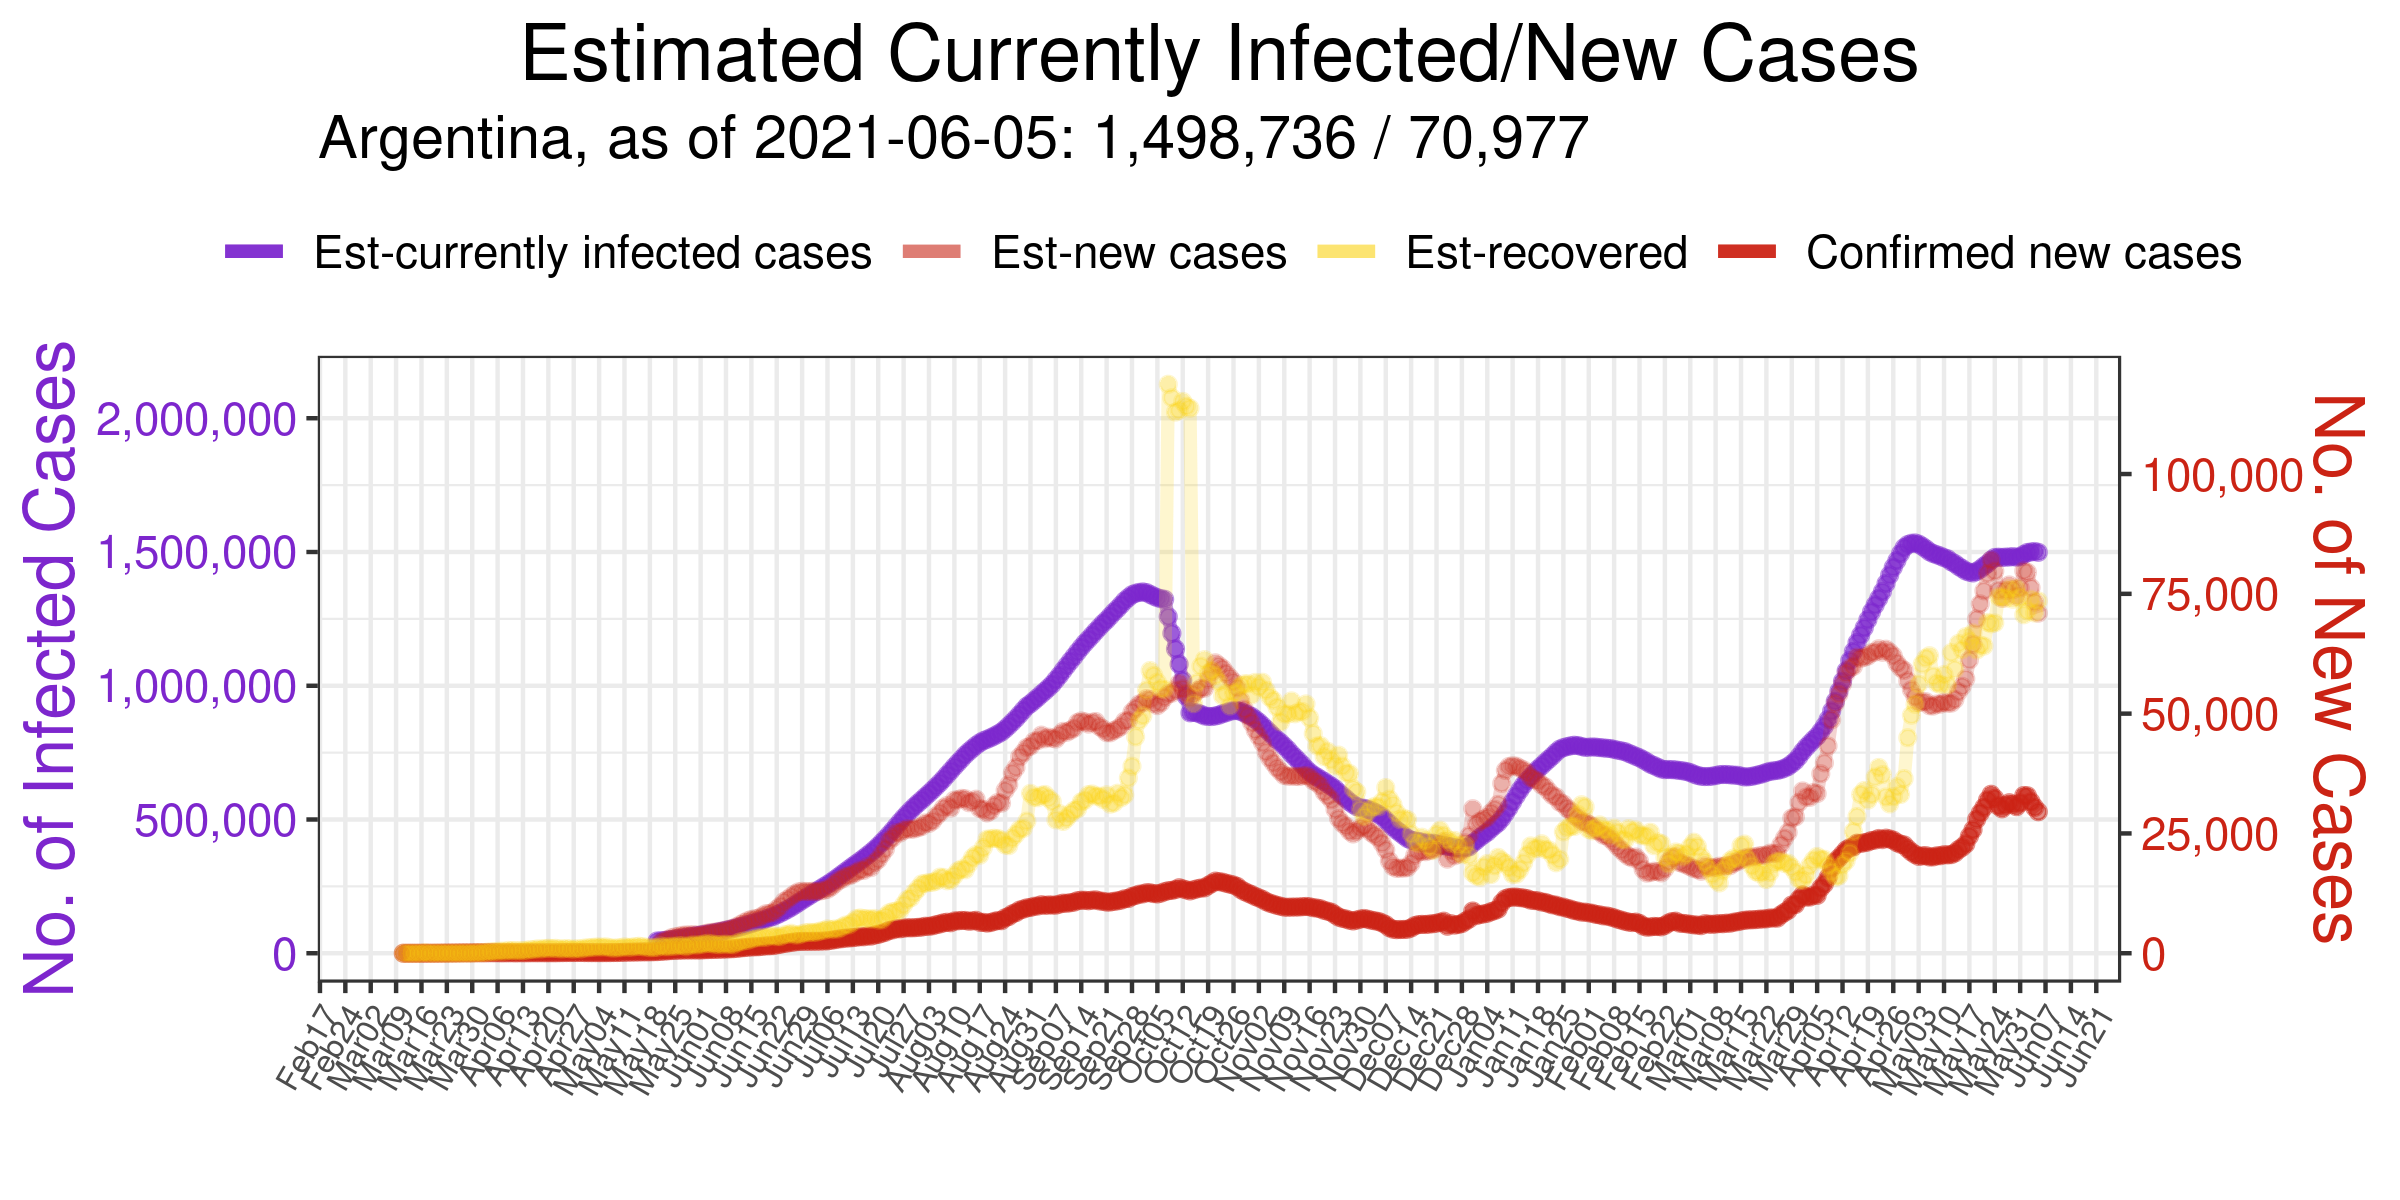 Estimated Currently Infected/New Cases
Argentina, as of 2021-06-05: 1,498,736 / 70,977
Est-currently infected cases Est-new cases Est-recovered Confirmed new cases
No. of Infected Cases
2,000,000
1,500,000
1,000,000
500,000
0
No. of New Cases
100,000
75,000
50,000
25,000
0
Feb17 Feb24 Mar02 Mar09 Mar16 Mar23 Mar30 Apr06 Apr13 Apr20 Apr27 May04 May11 May18 May25 Jun01 Jun08 Jun15 Jun22 Jun29 Jul06 Jul13 Jul20 Jul27 Aug03 Aug10 Aug17 Aug24 Aug31 Sep07 Sep14 Sep21 Sep28 Oct05 Oct12 Oct19 Oct26 Nov02 Nov09 Nov16 Nov23 Nov30 Dec07 Dec14 Dec21 Dec28 Jan04 Jan11 Jan18 Jan25 Feb01 Feb08 Feb15 Feb22 Mar01 Mar08 Mar15 Mar22 Mar29 Apr05 Apr12 Apr19 Apr26 May03 May10 May17 May24 May31 Jun07 Jun14 Jun21